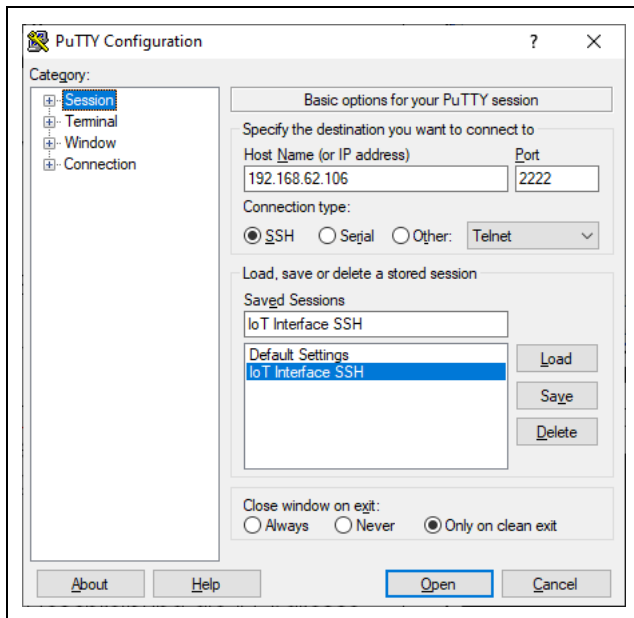 PuTTY Configuration
?
Category:
Session
Terminal
Window
Connection
Basic options for your PuTTY session
Specify the destination you want to connect to
Host Name (or IP address) Port
192.168.62.106 2222
Connection type:
SSH Serial Other: Telnet
Load, save or delete a stored session
Saved Sessions
IoT Interface SSH
Default Settings
IoT Interface SSH
Load
Save
Delete
Close window on exit:
Always Never Only on clean exit
About Help Open Cancel